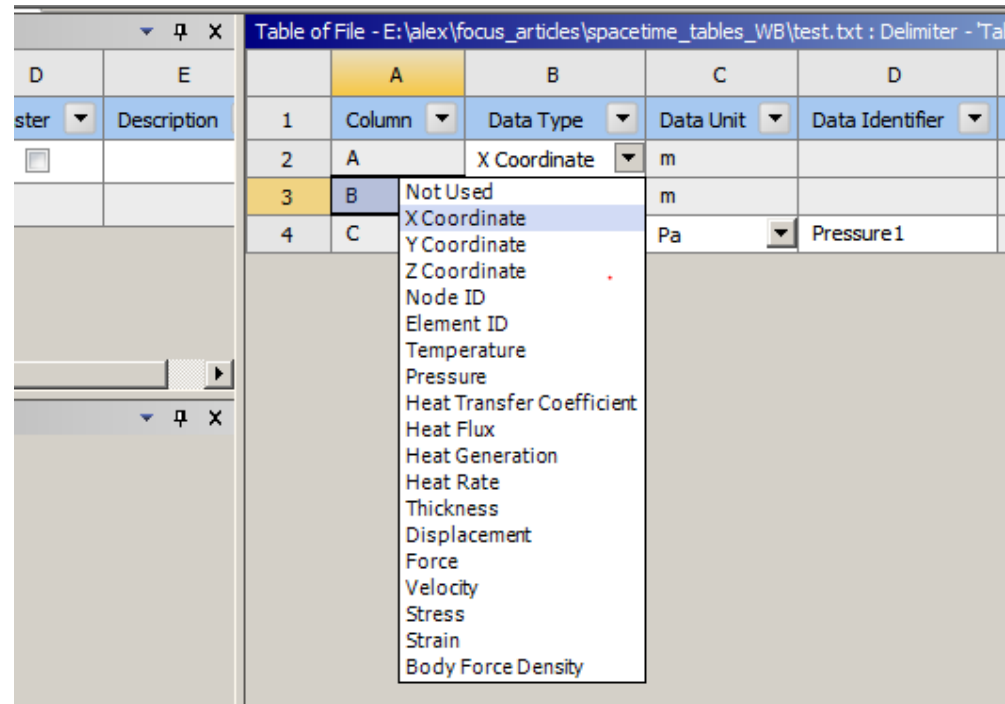 Table of File - E:\alex\focus_articles\spacetime_tables_WB\test.txt : Delimiter - 'Ta
D E A B C D
ster Description 1 Column Data Type Data Unit Data Identifier
2 A X Coordinate m
3 B m
4 C Pa Pressure1
Not Used
X Coordinate
Y Coordinate
Z Coordinate
Node ID
Element ID
Temperature
Pressure
Heat Transfer Coefficient
Heat Flux
Heat Generation
Heat Rate
Thickness
Displacement
Force
Velocity
Stress
Strain
Body Force Density